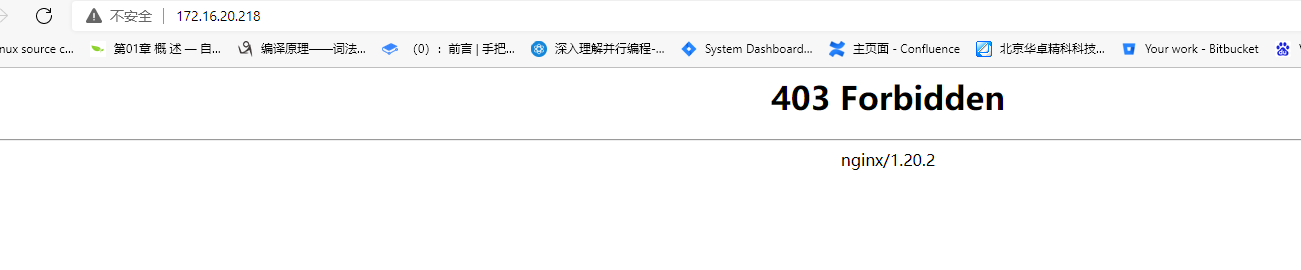 不安全 172.16.20.218
nux source c... 第01章 概 述 — 自... 编译原理——词法... （0）：前言 | 手把... 深入理解并行编程-... System Dashboard... 主页面 - Confluence 北京华卓精科科技... Your work - Bitbucket
403 Forbidden
nginx/1.20.2